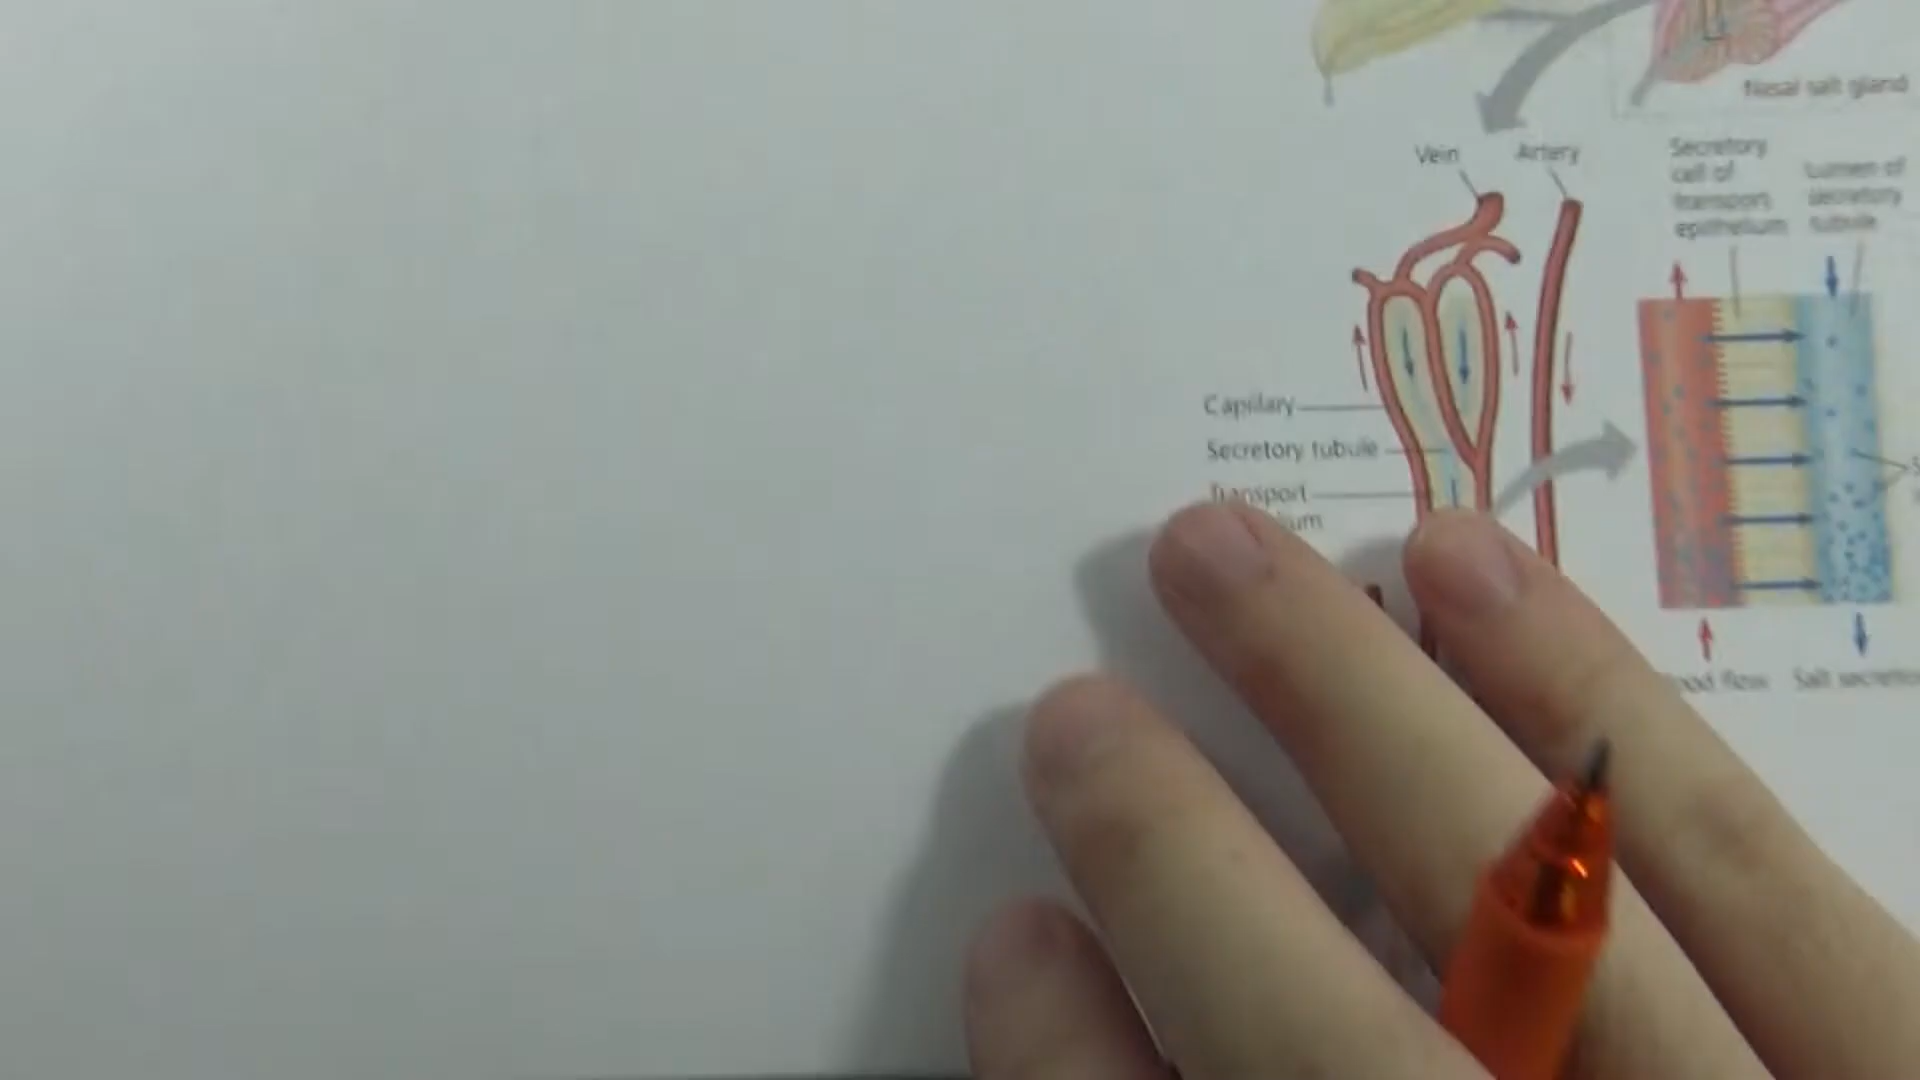 Nasal salt gland
Vein
Artery
Secretory
cell of
transport
epithelium
Lumen of
secretory
tubule
Capillary
Secretory tubule
Transport
flow
Salt